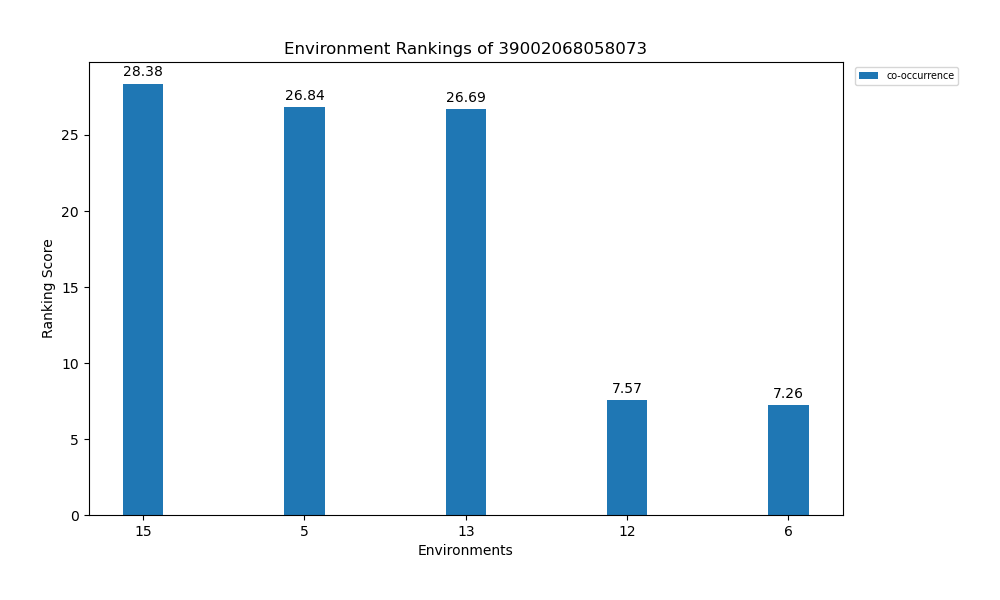 Environment Rankings of 39002068058073
co-occurrence
28.38
26.84
26.69
7.57
7.26
25
20
15
10
5
0
Ranking Score
15 5 13 12 6
Environments